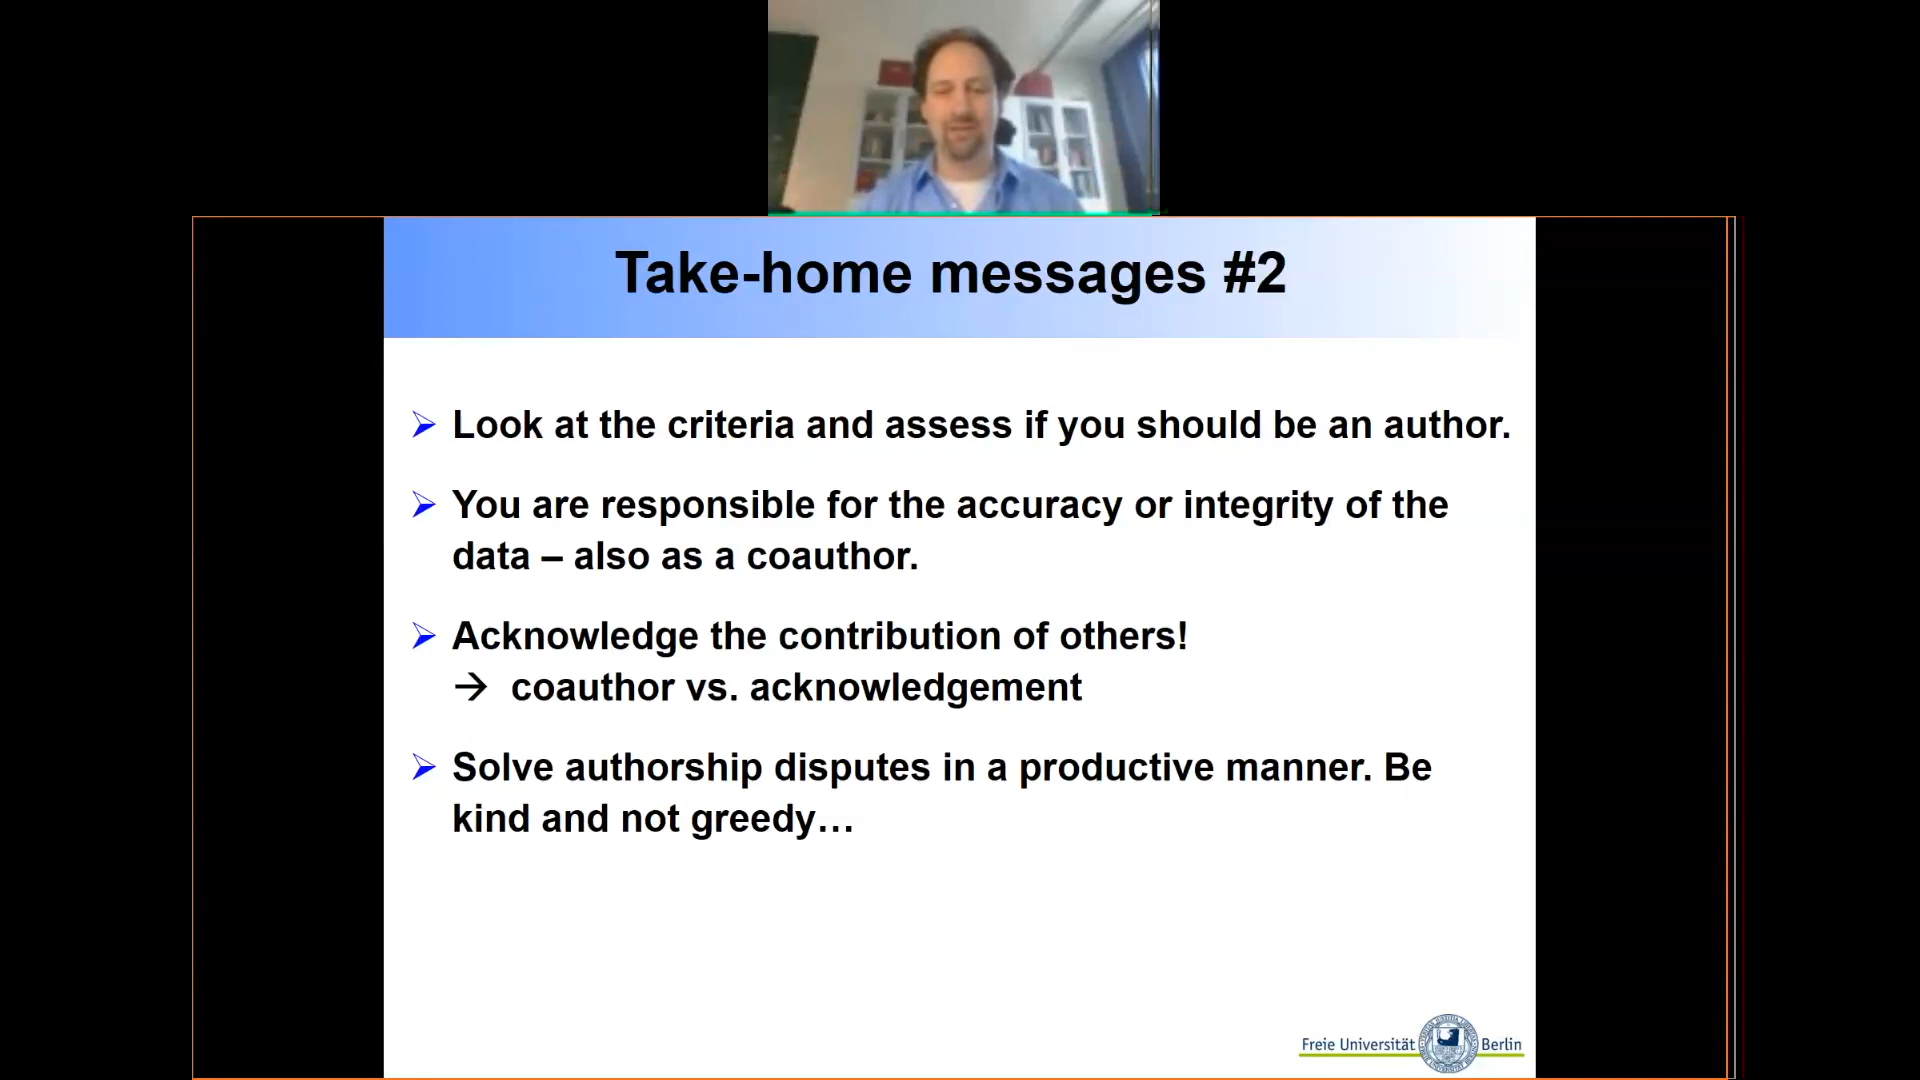 Take-home messages #2
➢ Look at the criteria and assess if you should be an author.
➢ You are responsible for the accuracy or integrity of the
data – also as a coauthor.
➢ Acknowledge the contribution of others!
→ coauthor vs. acknowledgement
➢ Solve authorship disputes in a productive manner. Be
kind and not greedy…
Freie Universität Berlin